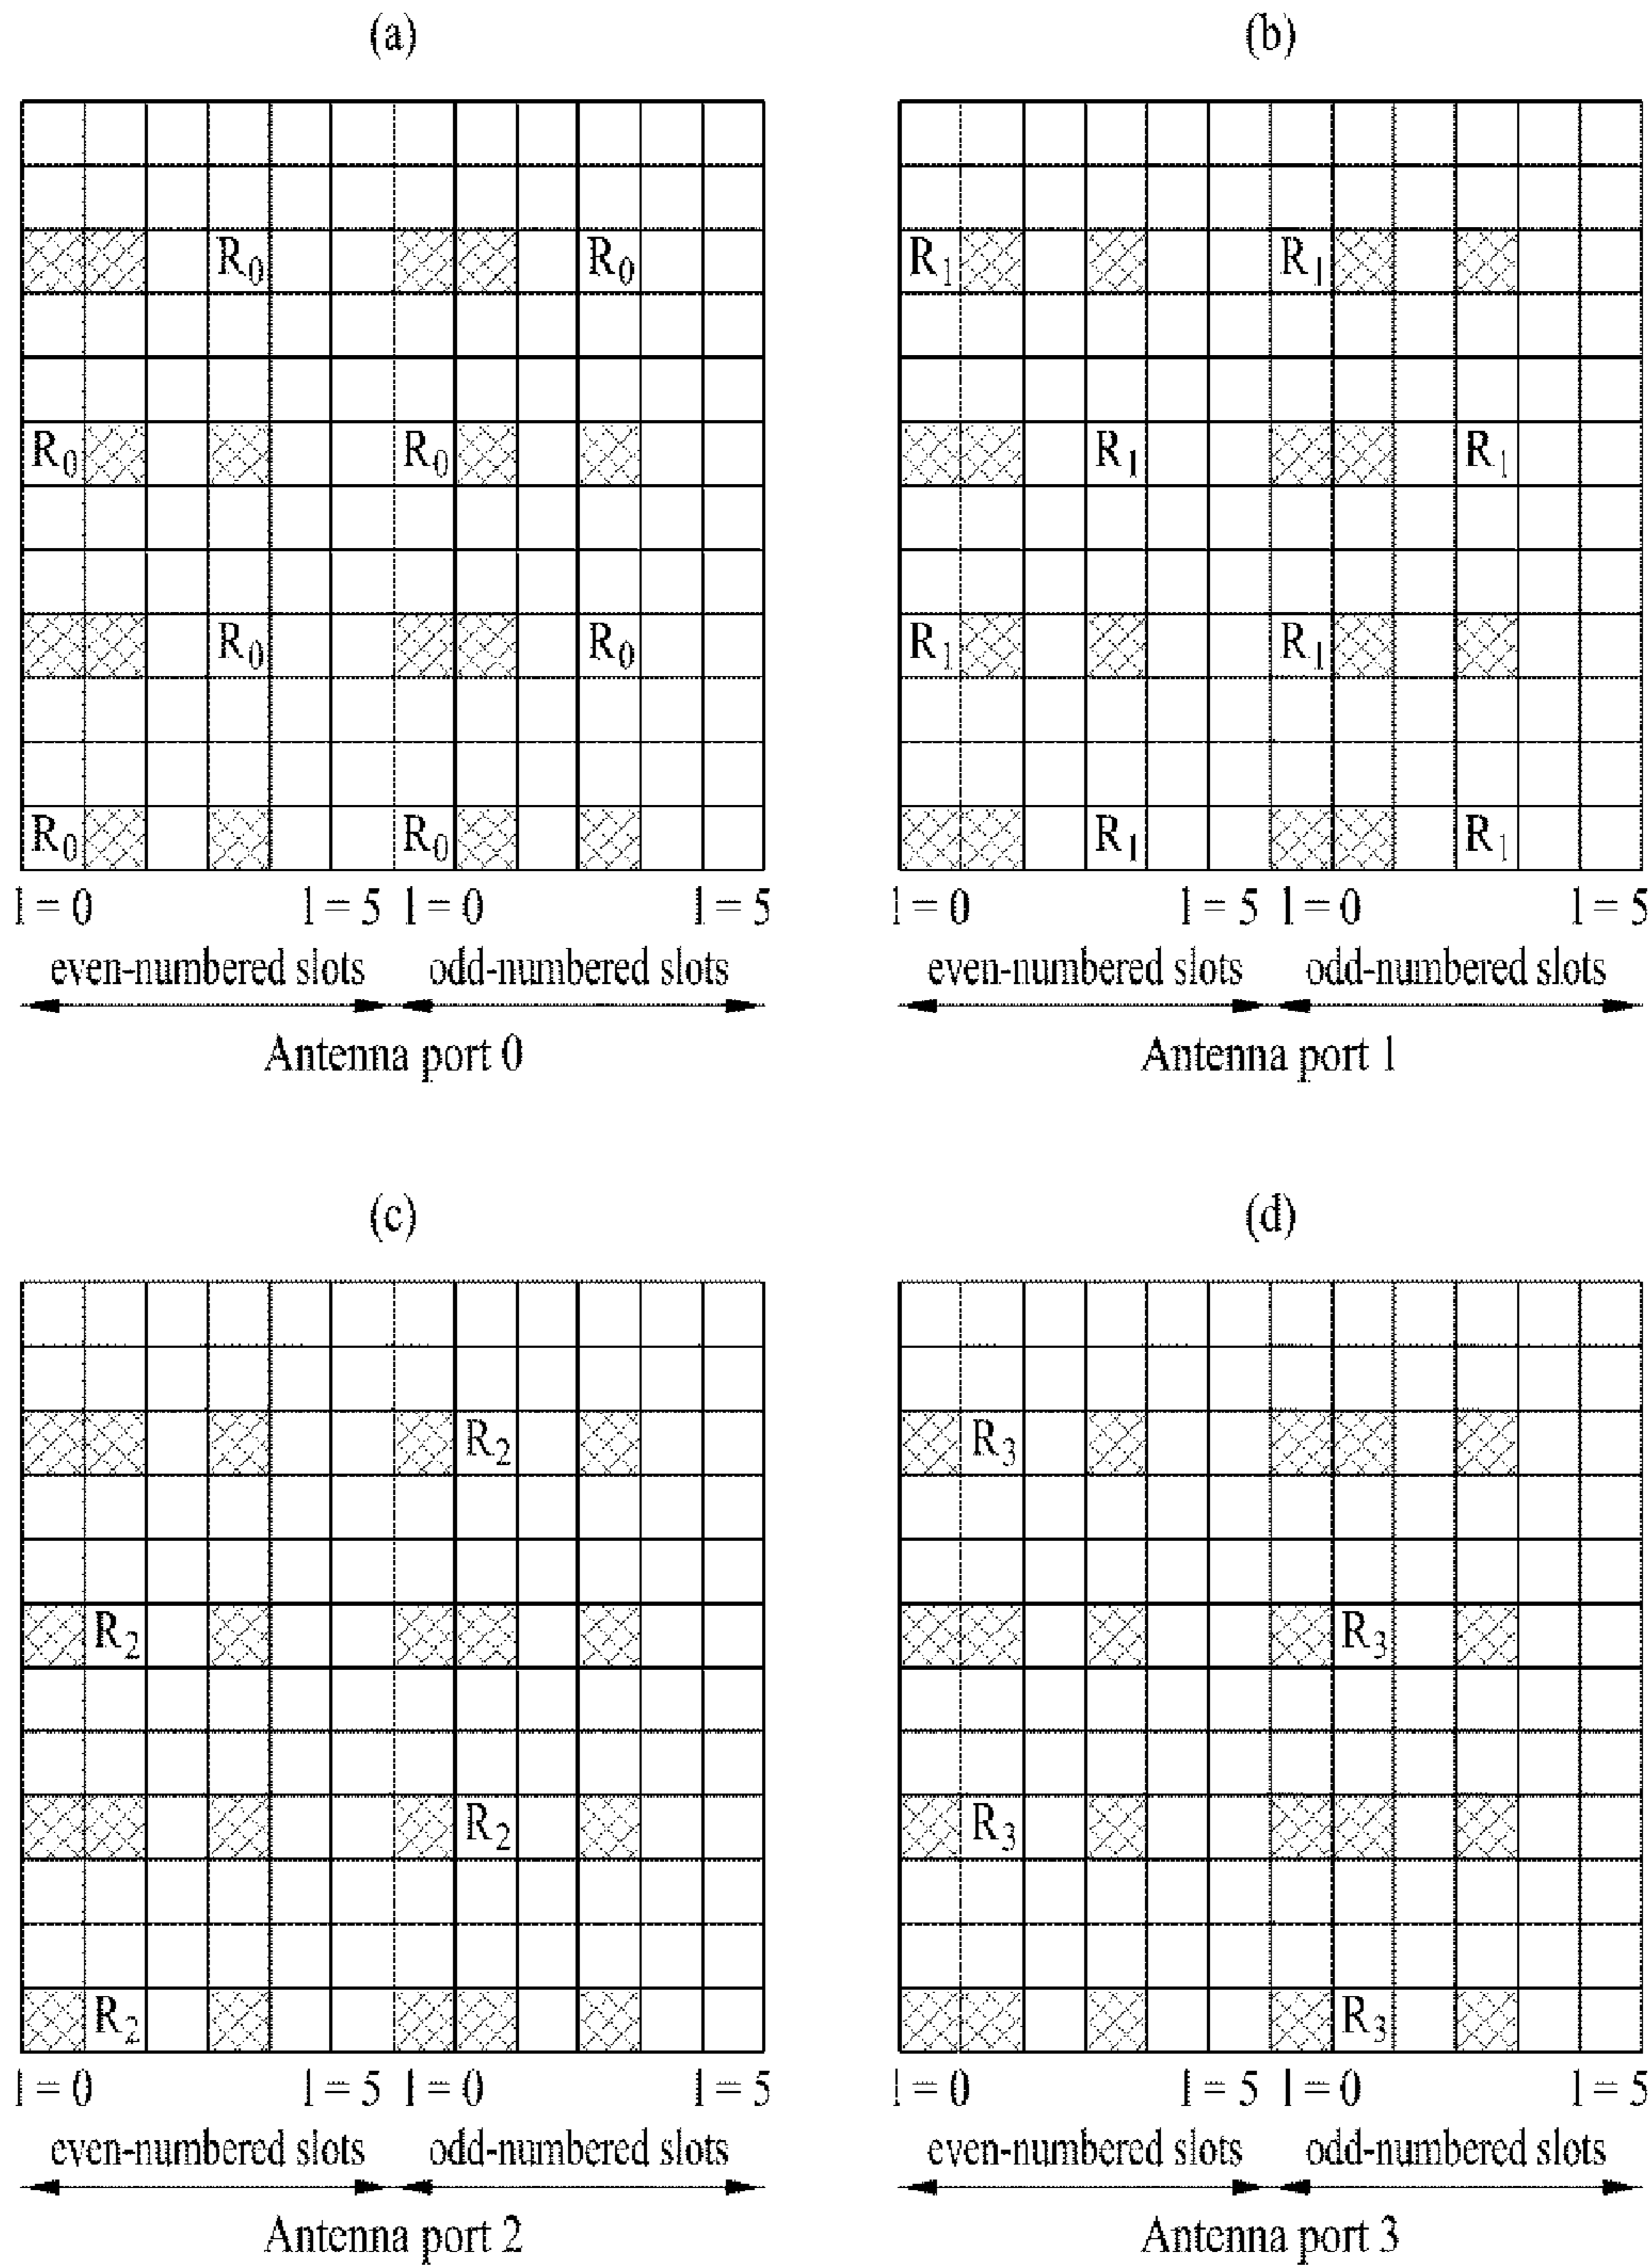 (a)
R0 R0
R0 R0
R0 R0
R0 R0
l = 0 l = 5 l = 0 l = 5
even-numbered slots odd-numbered slots
Antenna port 0
(b)
R1 R1
R1 R1
R1 R1
R1 R1
l = 0 l = 5 l = 0 l = 5
even-numbered slots odd-numbered slots
Antenna port 1
(c)
R2
R2
R2
R2
l = 0 l = 5 l = 0 l = 5
even-numbered slots odd-numbered slots
Antenna port 2
(d)
R3
R3
R3
R3
l = 0 l = 5 l = 0 l = 5
even-numbered slots odd-numbered slots
Antenna port 3